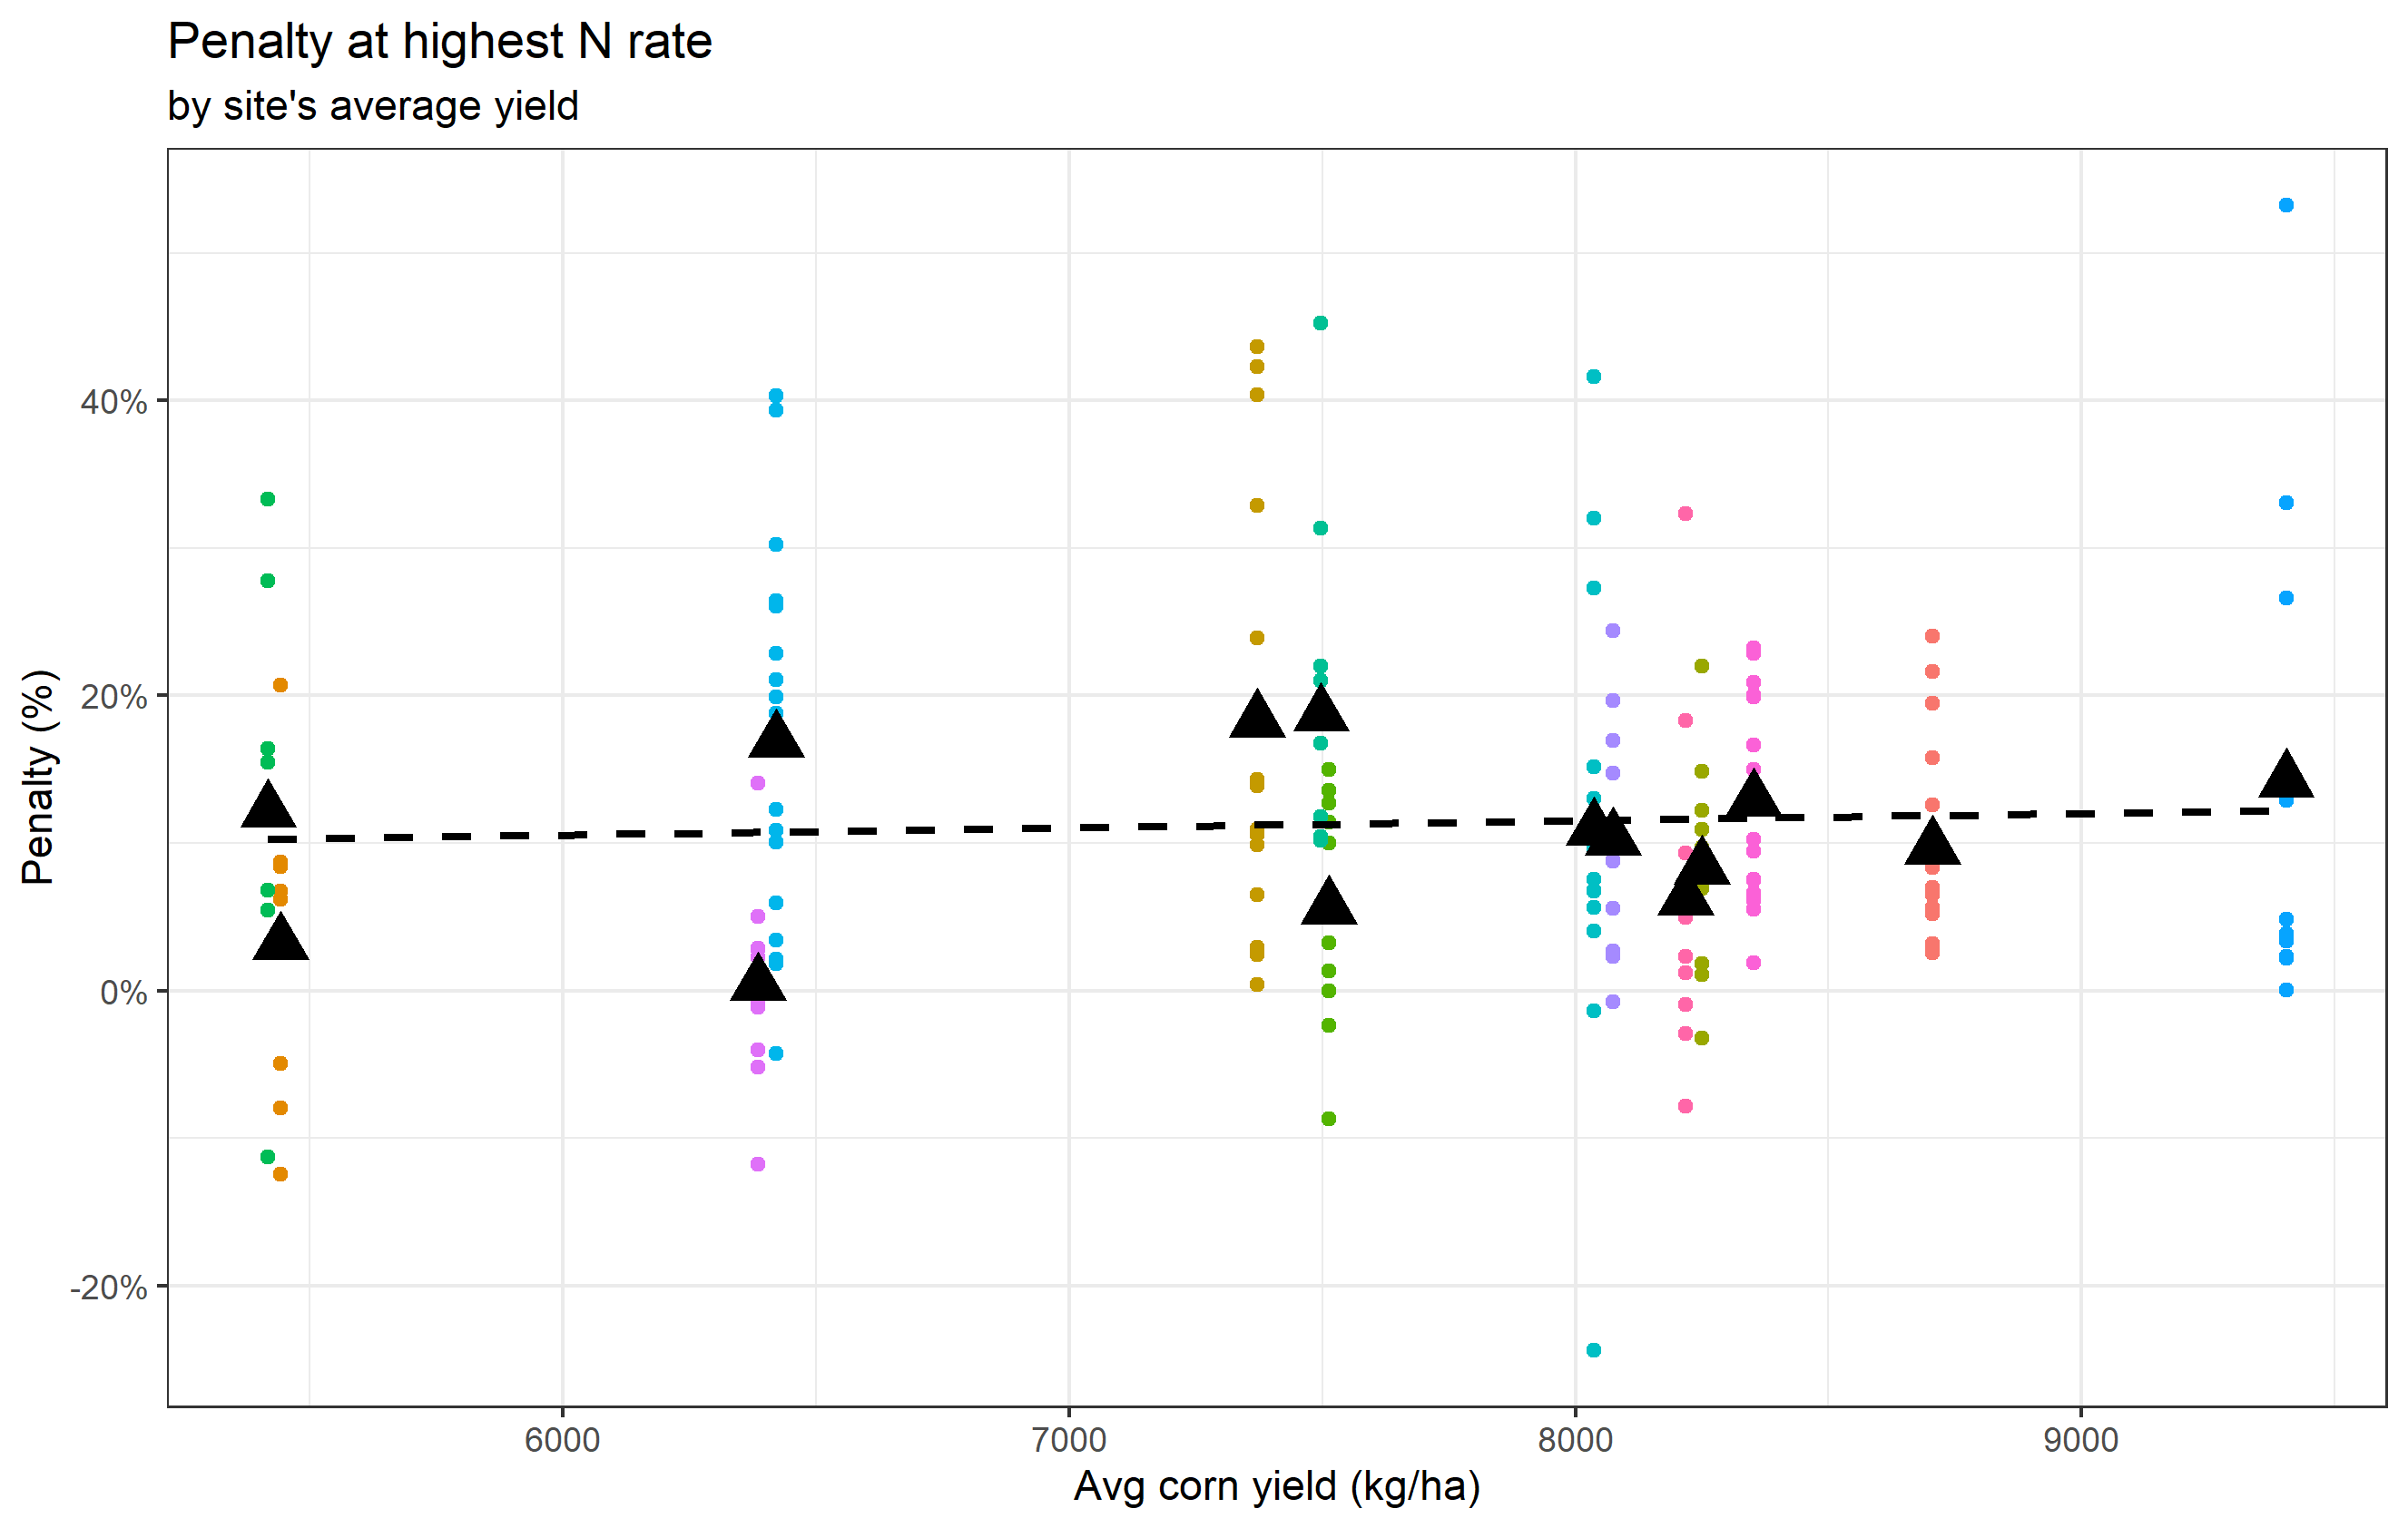 Penalty at highest N rate
by site's average yield
Penalty (%)
40%
20%
0%
-20%
6000
7000
8000
9000
Avg corn yield (kg/ha)